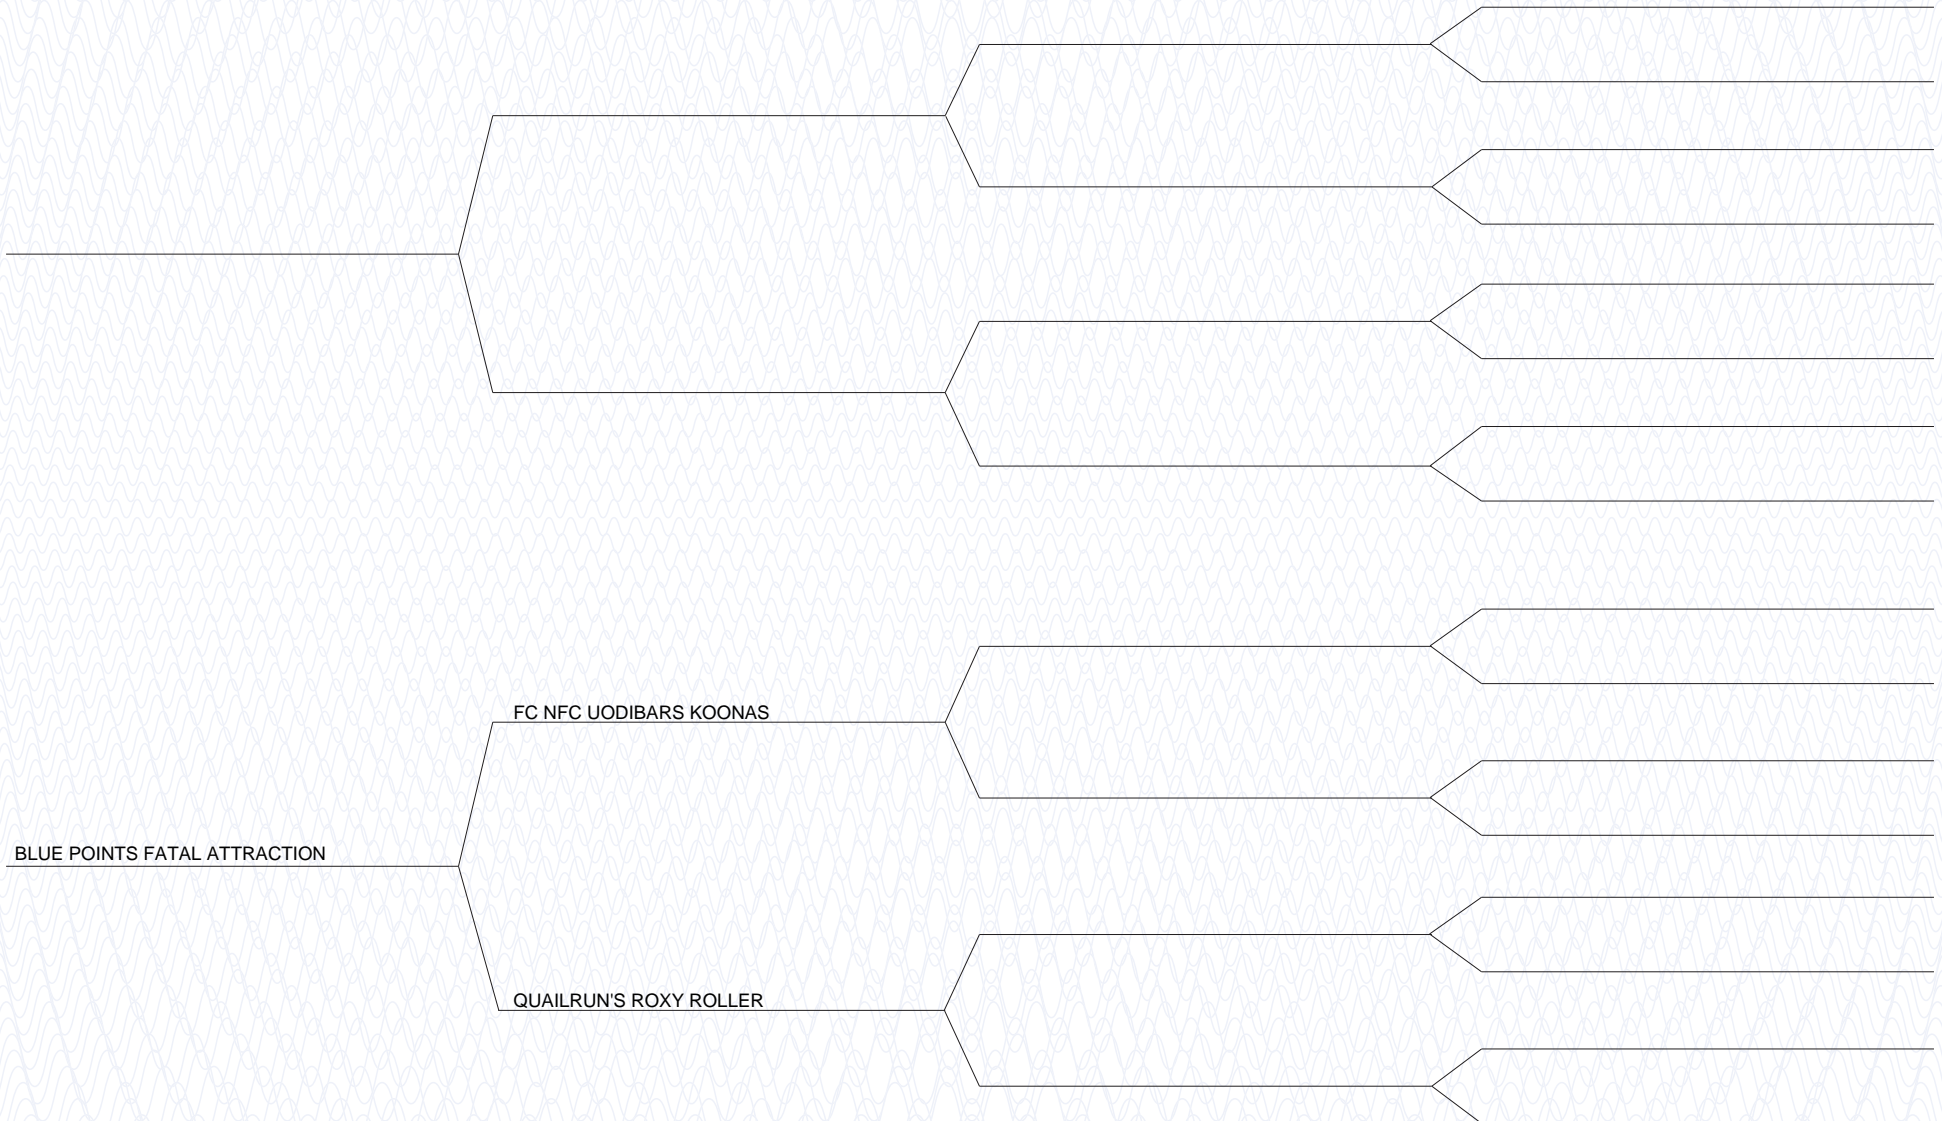 FC NFC UODIBARS KOONAS
BLUE POINTS FATAL ATTRACTION
QUAILRUN'S ROXY ROLLER